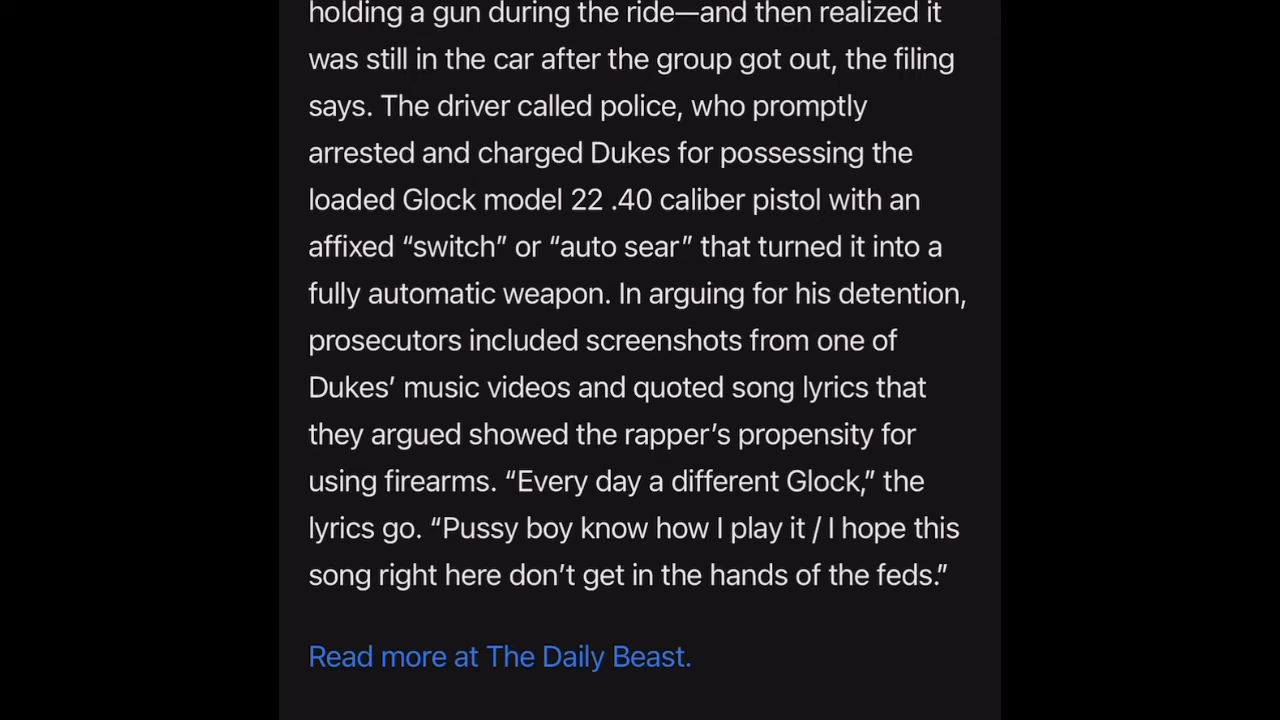 holding a gun during the ride—and then realized it
was still in the car after the group got out, the filing
says. The driver called police, who promptly
arrested and charged Dukes for possessing the
loaded Glock model 22 .40 caliber pistol with an
affixed “switch” or “auto sear” that turned it into a
fully automatic weapon. In arguing for his detention,
prosecutors included screenshots from one of
Dukes’ music videos and quoted song lyrics that
they argued showed the rapper’s propensity for
using firearms. “Every day a different Glock,” the
lyrics go. “Pussy boy know how I play it / I hope this
song right here don’t get in the hands of the feds.”
Read more at The Daily Beast.